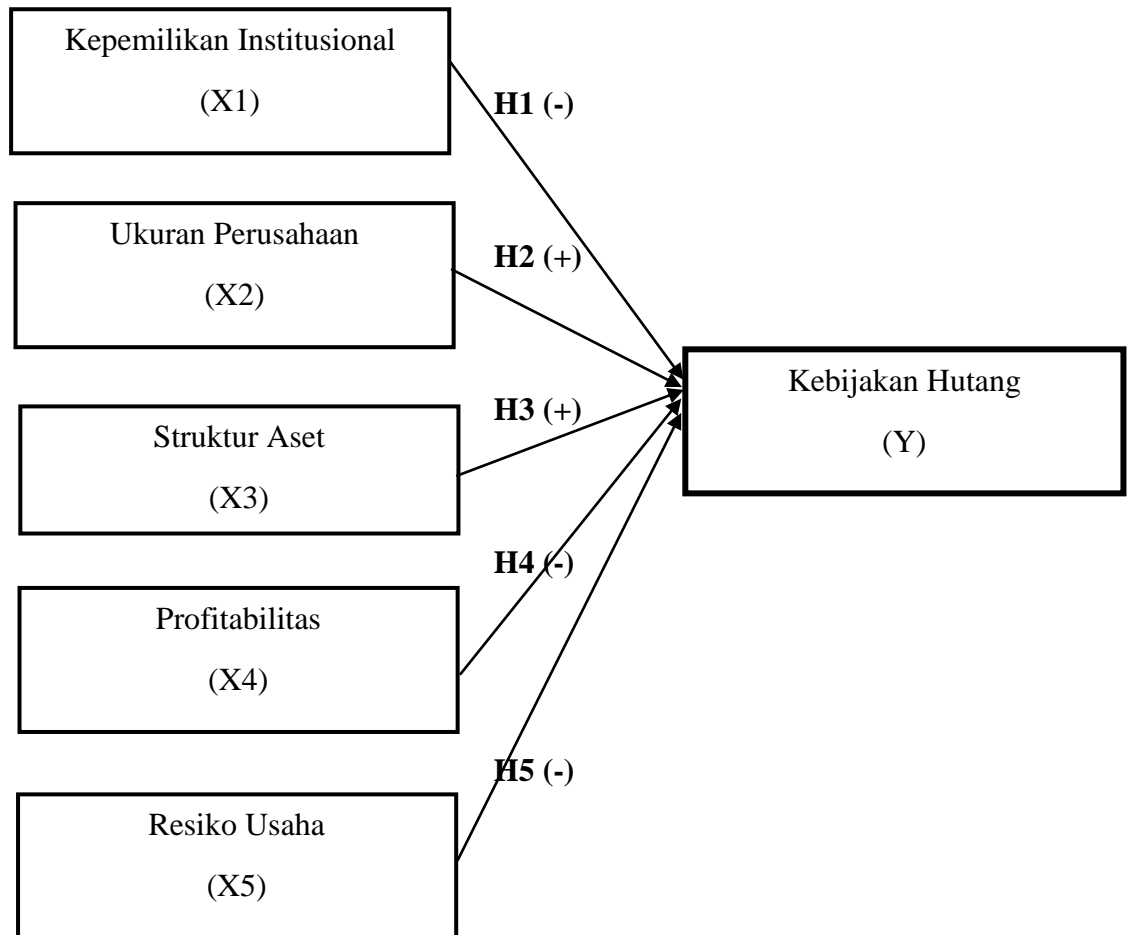 Kepemilikan Institusional
(X1)
H1 (-)
Ukuran Perusahaan
(X2)
H2 (+)
Struktur Aset
(X3)
H3 (+)
Kebijakan Hutang
(Y)
Profitabilitas
(X4)
H4 (-)
Resiko Usaha
(X5)
H5 (-)